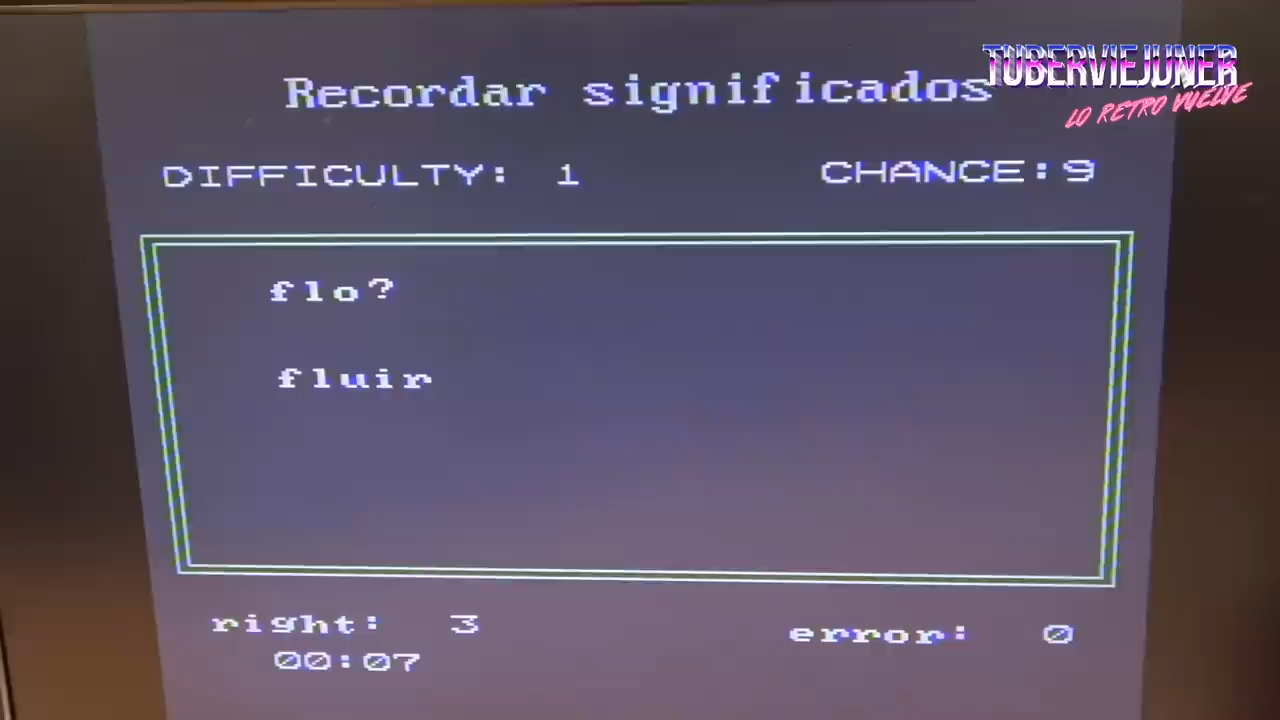 TUBERVIEJUNER
LO RETRO VUELVE
Recordar significados
DIFFICULTY: 1 CHANCE:9
flo?
fluir
right: 3 error: 0
00:07